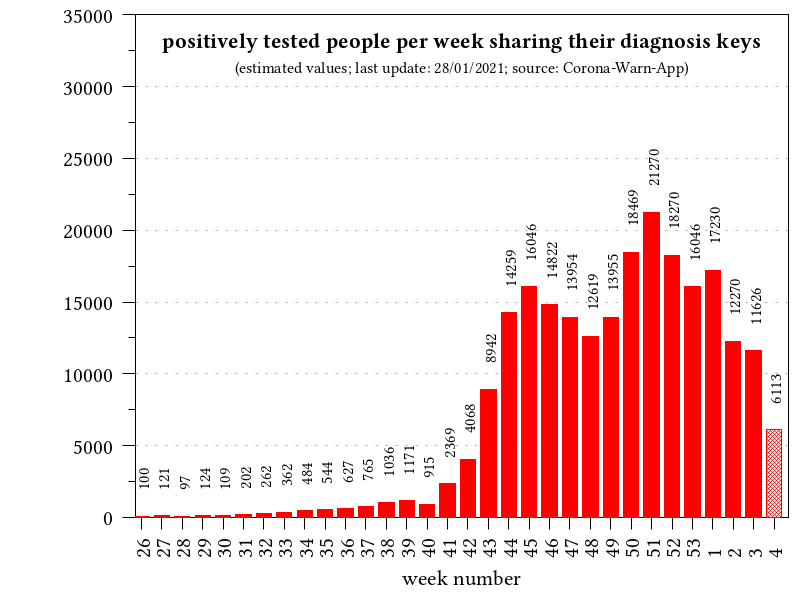 positively tested people per week sharing their diagnosis keys
(estimated values; last update: 28/01/2021; source: Corona-Warn-App)
35000
30000
25000
20000
15000
10000
5000
0
100 121 97 124 109 202 262 362 484 544 627 765 1036 1171 915 2369 4068 8942 14259 16046 14822 13954 12619 13955 18469 21270 18270 16046 17230 12270 11626 6113
26 27 28 29 30 31 32 33 34 35 36 37 38 39 40 41 42 43 44 45 46 47 48 49 50 51 52 53 1 2 3 4
week number